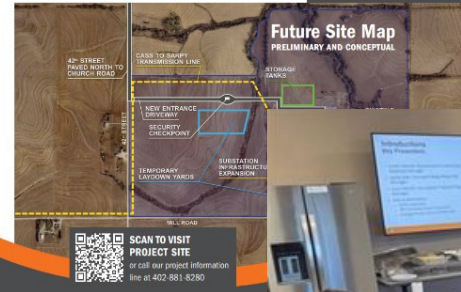 Future Site Map
PRELIMINARY AND CONCEPTUAL
42ND STREET
PAVED NORTH TO
CHURCH ROAD
CASS TO SARPY
TRANSMISSION LINE
STORAGE
TANKS
NEW ENTRANCE
DRIVEWAY
SECURITY
CHECKPOINT
42ND STREET
TEMPORARY
LAYDOWN YARDS
SUBSTATION
INFRASTRUCTU
EXPANSION
MILL ROAD
SCAN TO VISIT
PROJECT SITE
or call our project information
line at 402-881-8280
Introductions